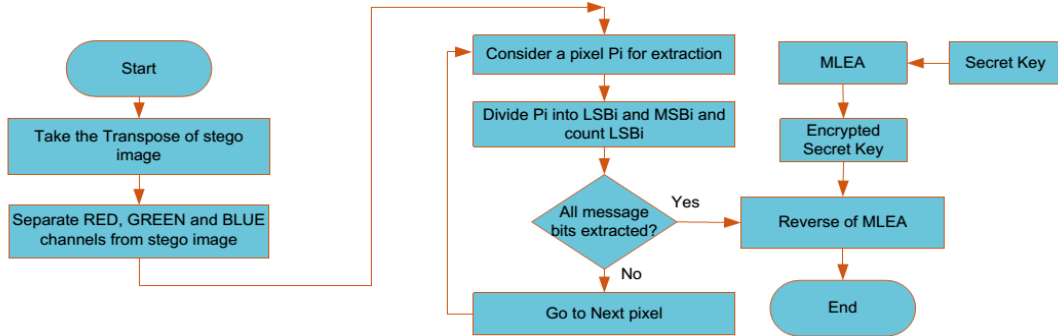 Start
Take the Transpose of stego
image
Separate RED, GREEN and BLUE
channels from stego image
Consider a pixel Pi for extraction
Divide Pi into LSBi and MSBi and
count LSBi
All message
bits extracted?
Yes
No
Go to Next pixel
MLEA
Secret Key
Encrypted
Secret Key
Reverse of MLEA
End